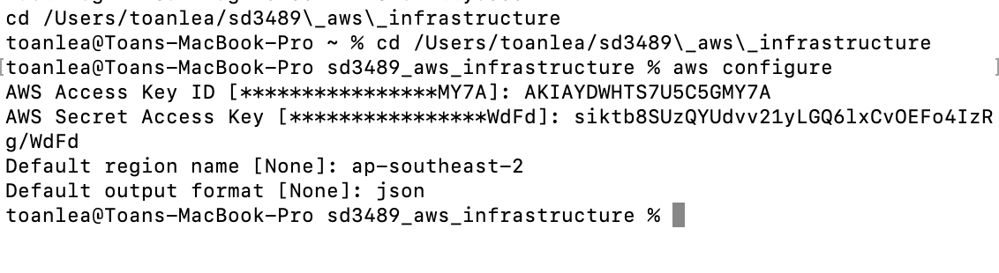 cd /Users/toanlea/sd3489\_aws\_infrastructure
toanlea@Toans-MacBook-Pro ~ % cd /Users/toanlea/sd3489\_aws\_infrastructure
[toanlea@Toans-MacBook-Pro sd3489_aws_infrastructure % aws configure ]
AWS Access Key ID [****************MY7A]: AKIAYDWHTS7U5C5GMY7A
AWS Secret Access Key [****************WdFd]: siktb8SUzQYUdvv21yLGQ6lxCvOEFo4IzR
g/WdFd
Default region name [None]: ap-southeast-2
Default output format [None]: json
toanlea@Toans-MacBook-Pro sd3489_aws_infrastructure %